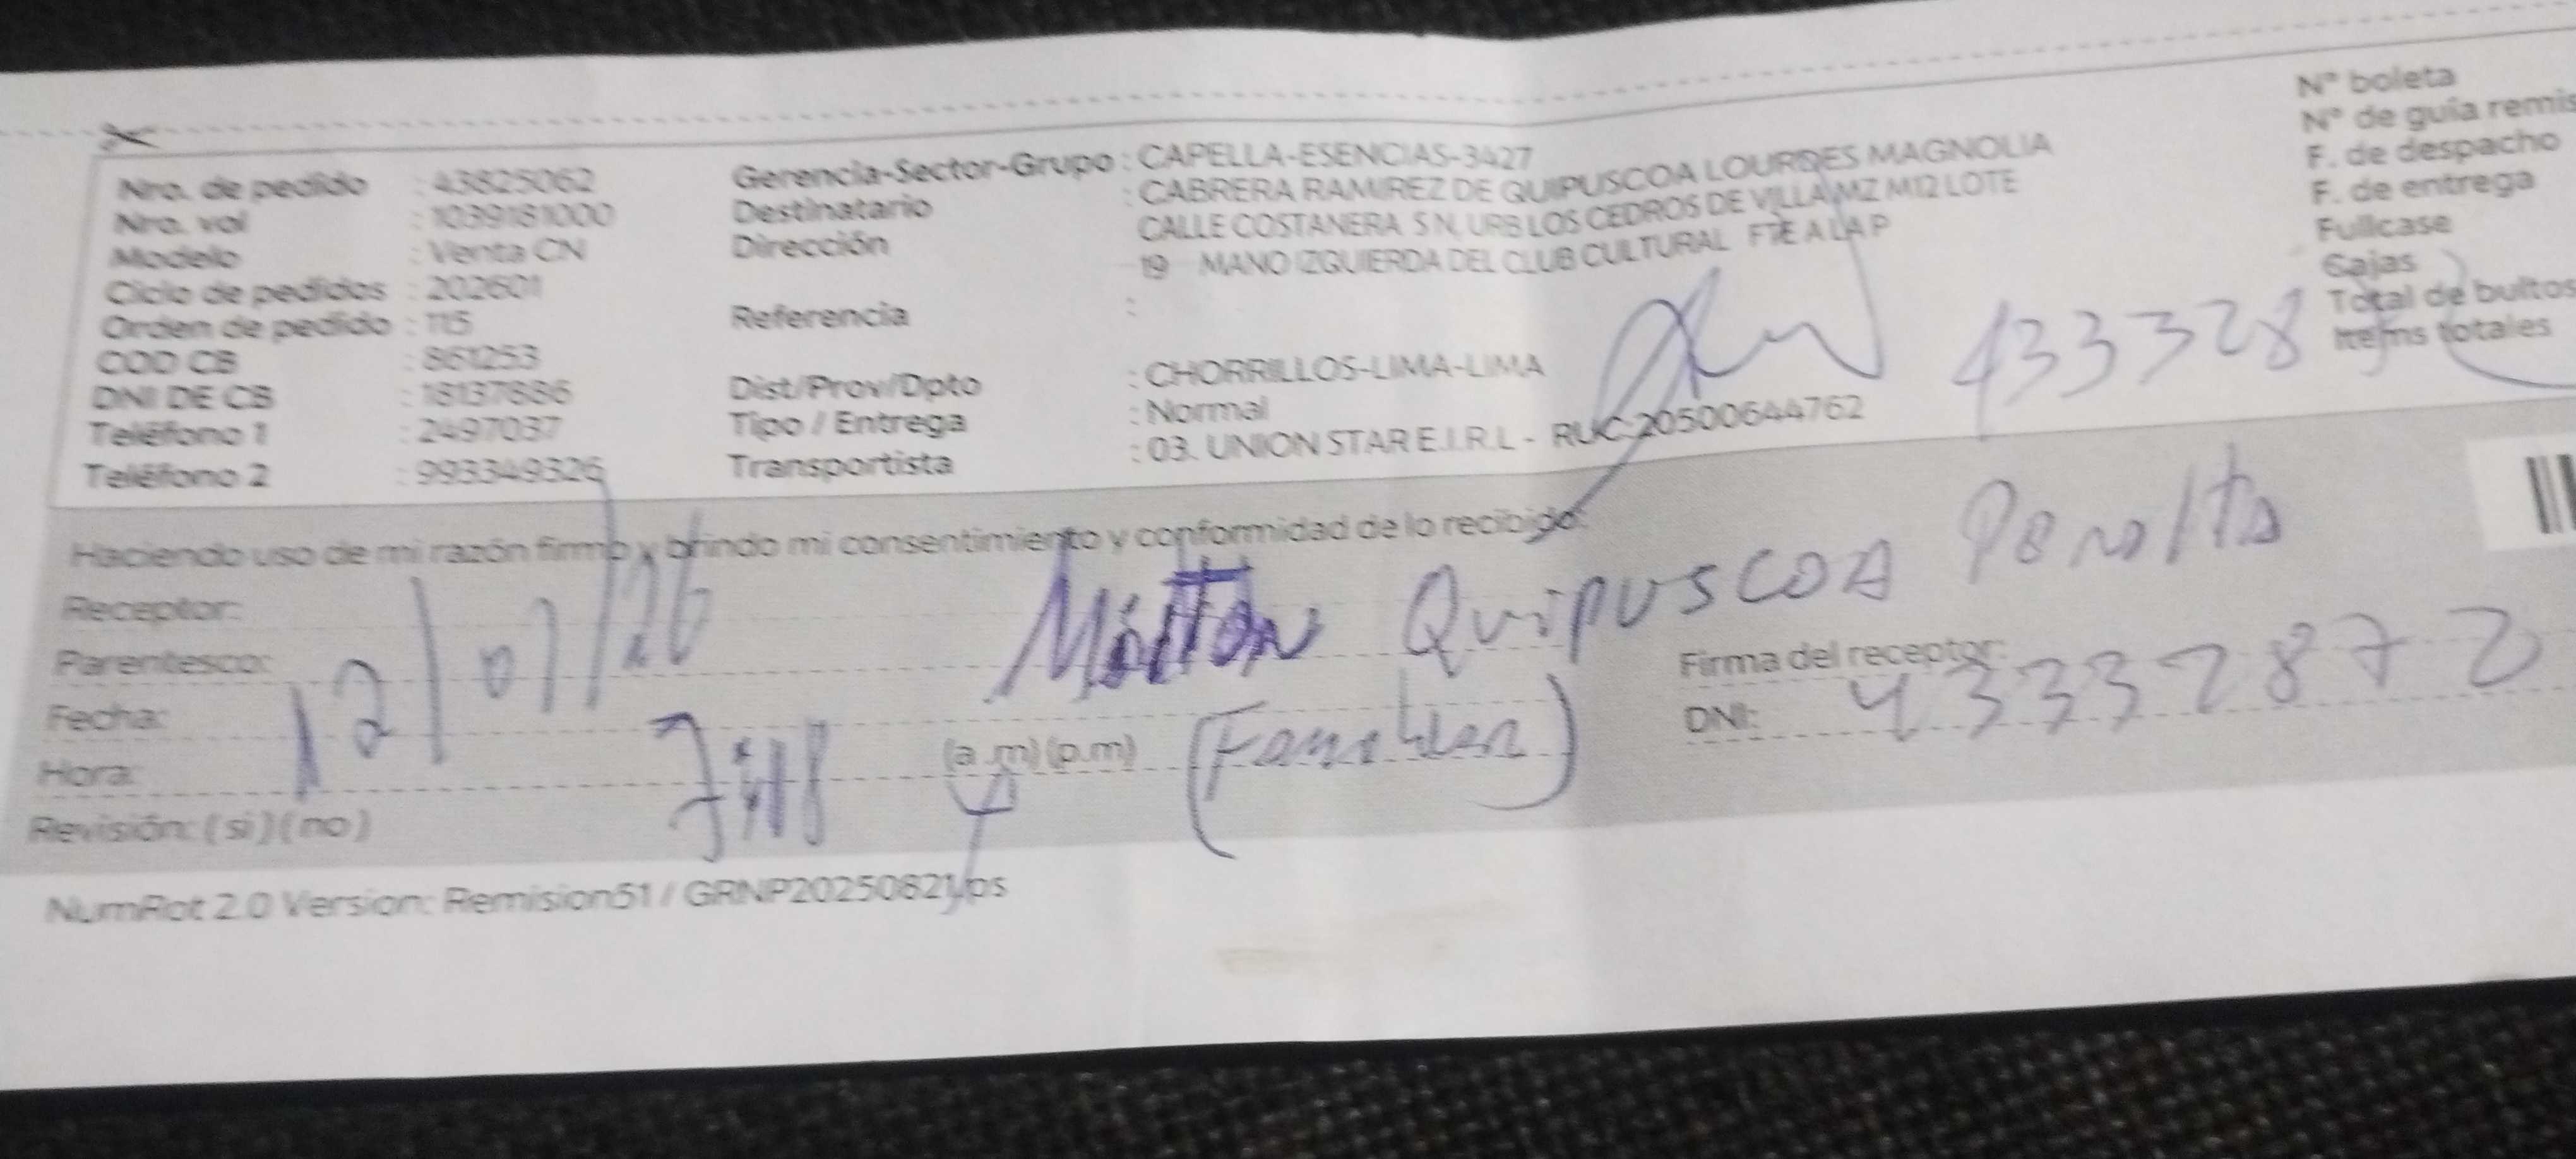 Nro. de pedido : 43825062
Nro. vol : 1039181000
Modelo : Venta CN
Ciclo de pedidos : 202601
Orden de pedido : 115
COD CB : 861253
DNI DE CB : 18137886
Teléfono 1 : 2497037
Teléfono 2 : 993349326
Gerencia-Sector-Grupo : CAPELLA-ESENCIAS-3427
Destinatario : CABRERA RAMIREZ DE QUIPUSCOA LOURDES MAGNOLIA
Dirección CALLE COSTANERA S N, URB LOS CEDROS DE VILLA MZ M12 LOTE
19 MANO IZQUIERDA DEL CLUB CULTURAL FTE A LA P
Referencia :
Dist/Prov/Dpto : CHORRILLOS-LIMA-LIMA
Tipo / Entrega : Normal
Transportista : 03. UNION STAR E.I.R.L - RUC:20500644762
N° boleta
N° de guía remis
F. de despacho
F. de entrega
Fullcase
Cajas
Total de bultos
Items totales
433328
Haciendo uso de mi razón firmo y brindo mi consentimiento y conformidad de lo recibido:
Receptor: Quipuscoa Peralta
Parentesco:
Fecha: 12/01/26
Hora: (a.m) (p.m) (Familiar)
Revisión: (si) (no)
Firma del receptor:
DNI: 43332872
NumRot 2.0 Version: Remision51 / GRNP20250821.ps